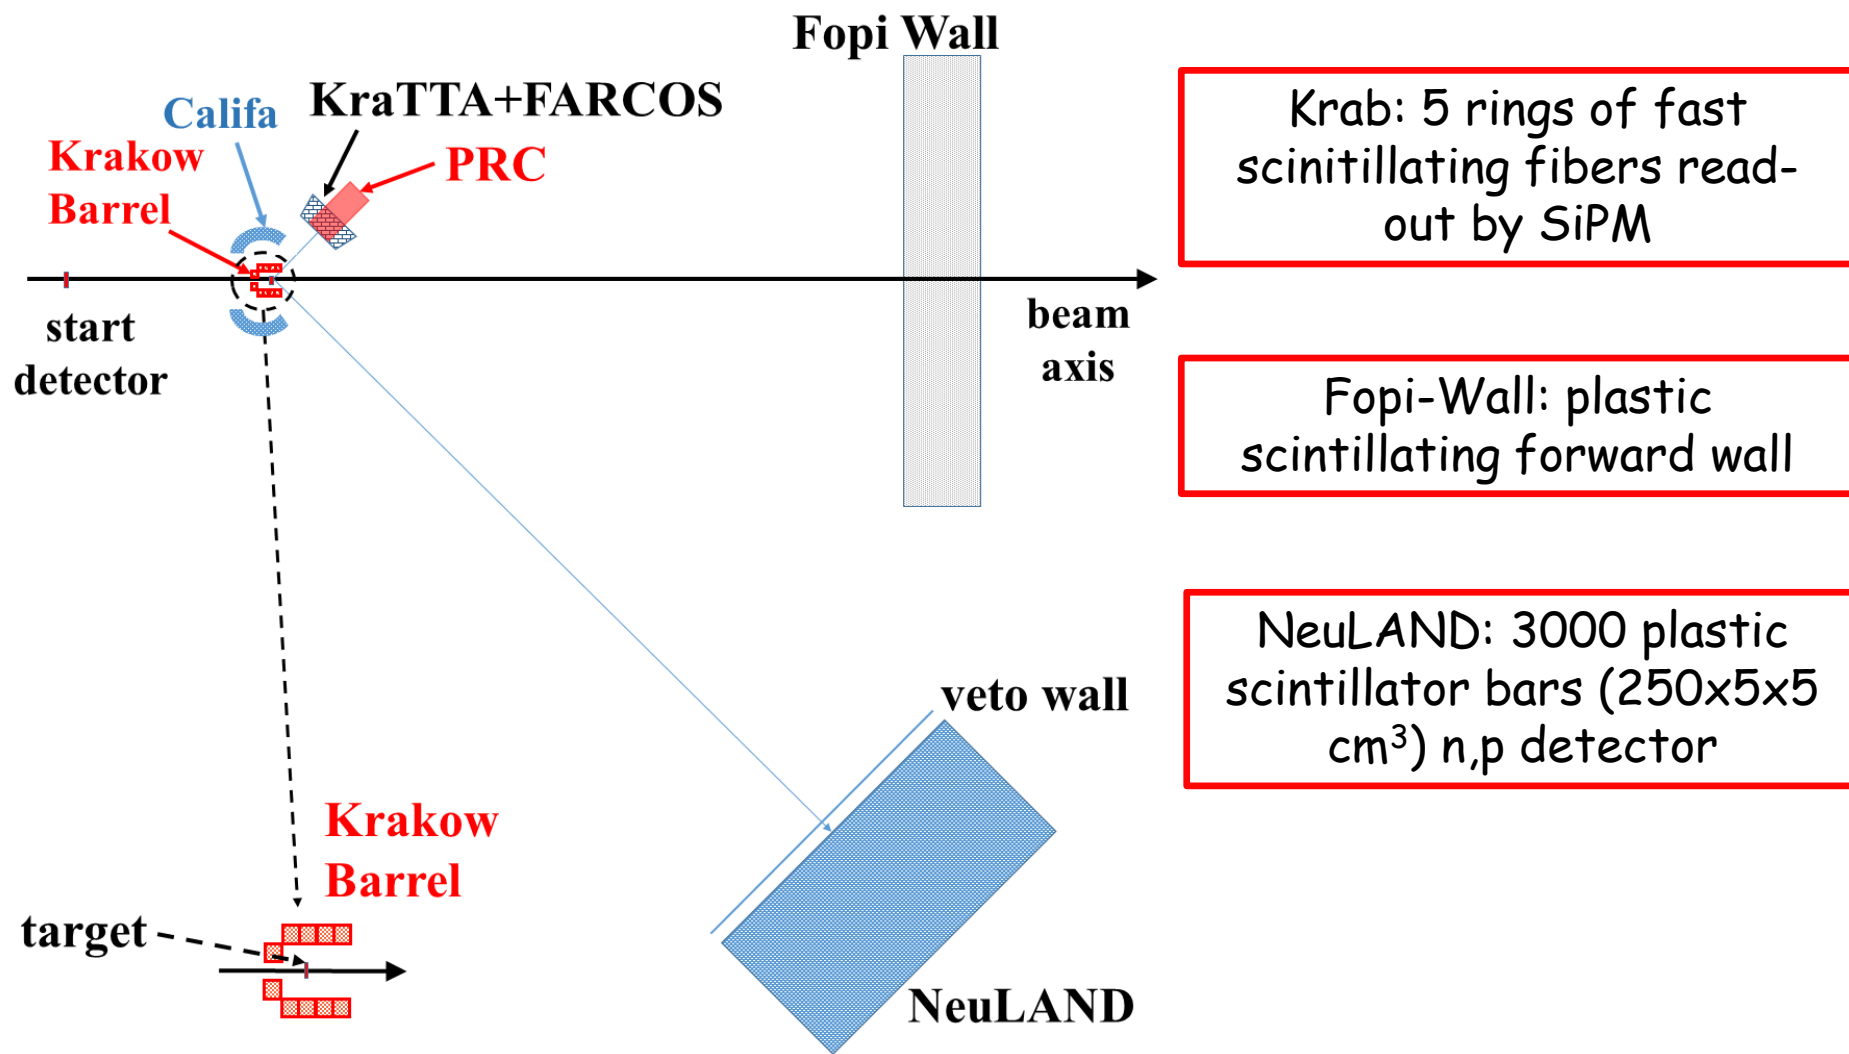 Fopi Wall
KraTTA+FARCOS
Califa
Krakow
Barrel
PRC
start
detector
beam
axis
veto wall
Krakow
Barrel
target
NeuLAND
Krab: 5 rings of fast
scinitillating fibers read-
out by SiPM
Fopi-Wall: plastic
scintillating forward wall
NeuLAND: 3000 plastic
scintillator bars (250x5x5
cm³) n,p detector